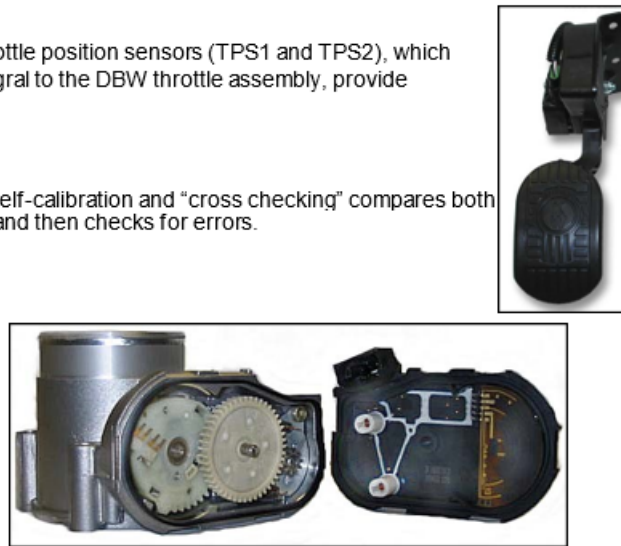 ottle position sensors (TPS1 and TPS2), which
gral to the DBW throttle assembly, provide
elf-calibration and “cross checking” compares both
and then checks for errors.